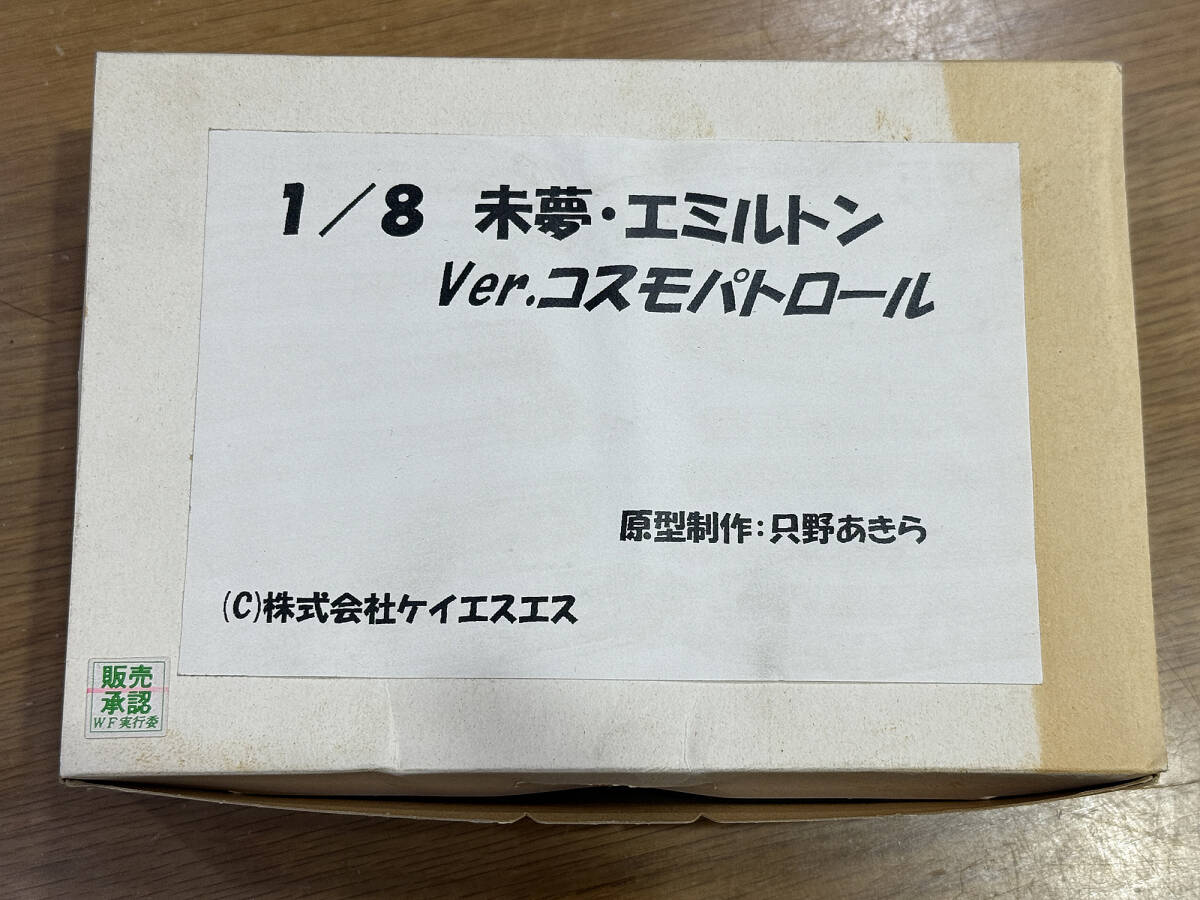 1/8 未夢・エミルトン
Ver.コスモパトロール
原型制作:只野あきら
(C)株式会社ケイエスエス
販売
承認
WF実行委